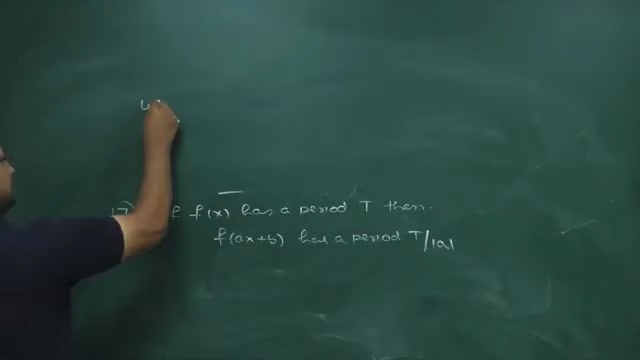 f f(x) has a period T then.
f(ax+b) has a period T/|a|